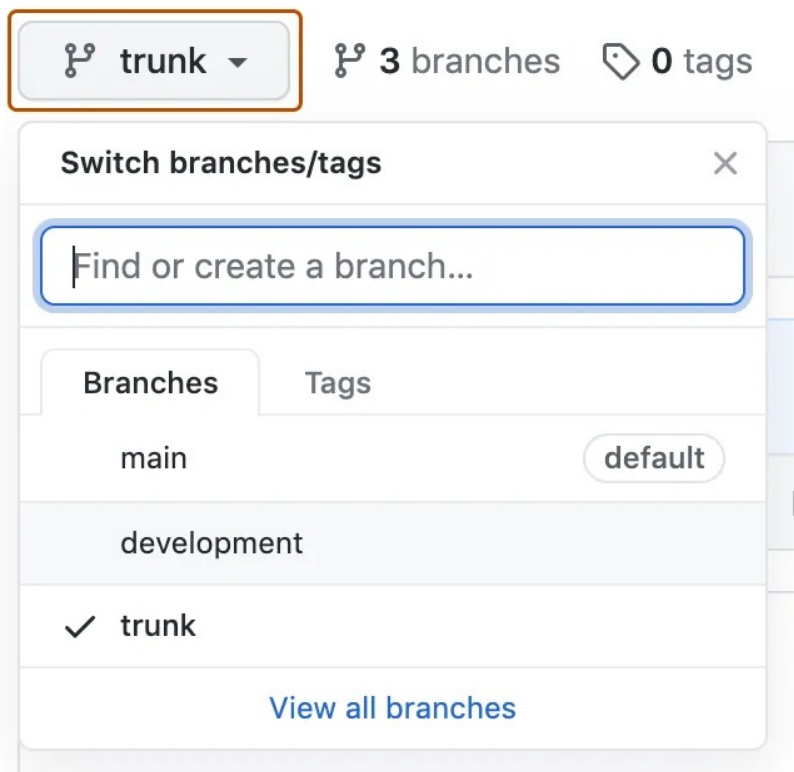 trunk 3 branches 0 tags
Switch branches/tags
Find or create a branch...
Branches Tags
main default
development
trunk
View all branches